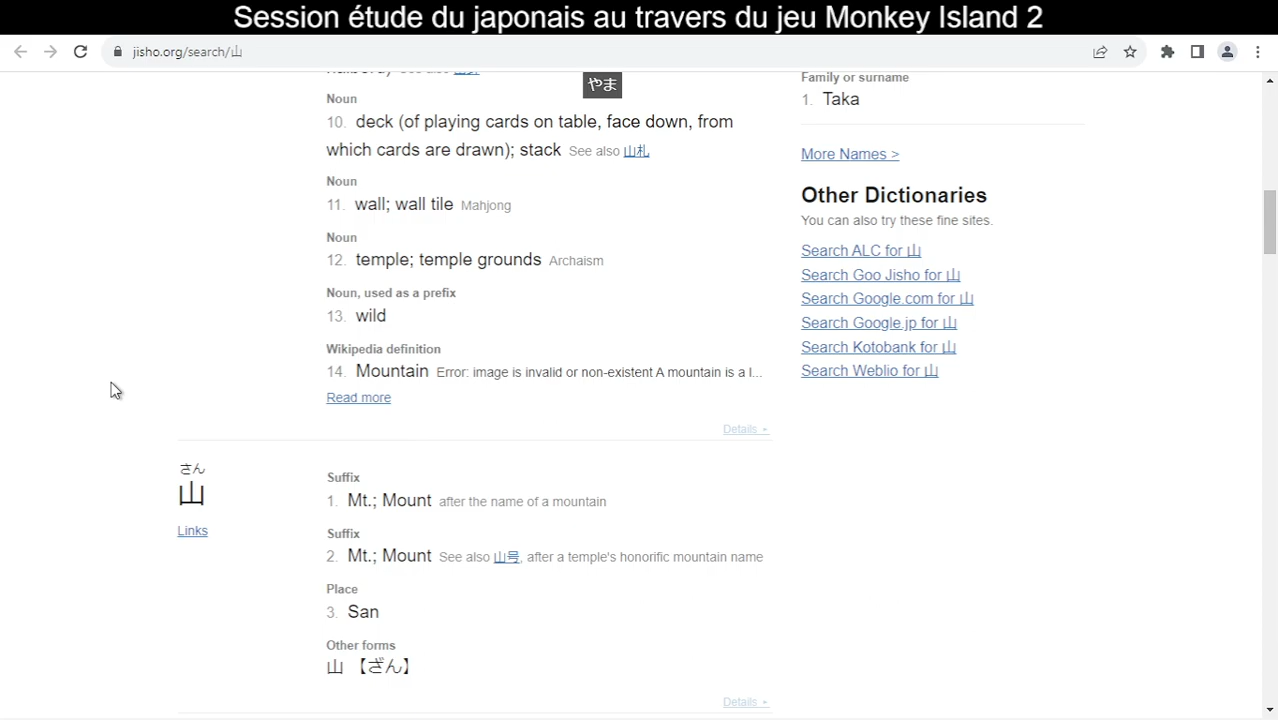 Session étude du japonais au travers du jeu Monkey Island 2
jisho.org/search/山
やま
Noun
10. deck (of playing cards on table, face down, from
which cards are drawn); stack See also 山札
Noun
11. wall; wall tile Mahjong
Noun
12. temple; temple grounds Archaism
Noun, used as a prefix
13. wild
Wikipedia definition
14. Mountain Error: image is invalid or non-existent A mountain is a l...
Read more
Details ▸
さん
山
Links
Suffix
1. Mt.; Mount after the name of a mountain
Suffix
2. Mt.; Mount See also 山号, after a temple's honorific mountain name
Place
3. San
Other forms
山 【ざん】
Details ▸
Family or surname
1. Taka
More Names >
Other Dictionaries
You can also try these fine sites.
Search ALC for 山
Search Goo Jisho for 山
Search Google.com for 山
Search Google.jp for 山
Search Kotobank for 山
Search Weblio for 山